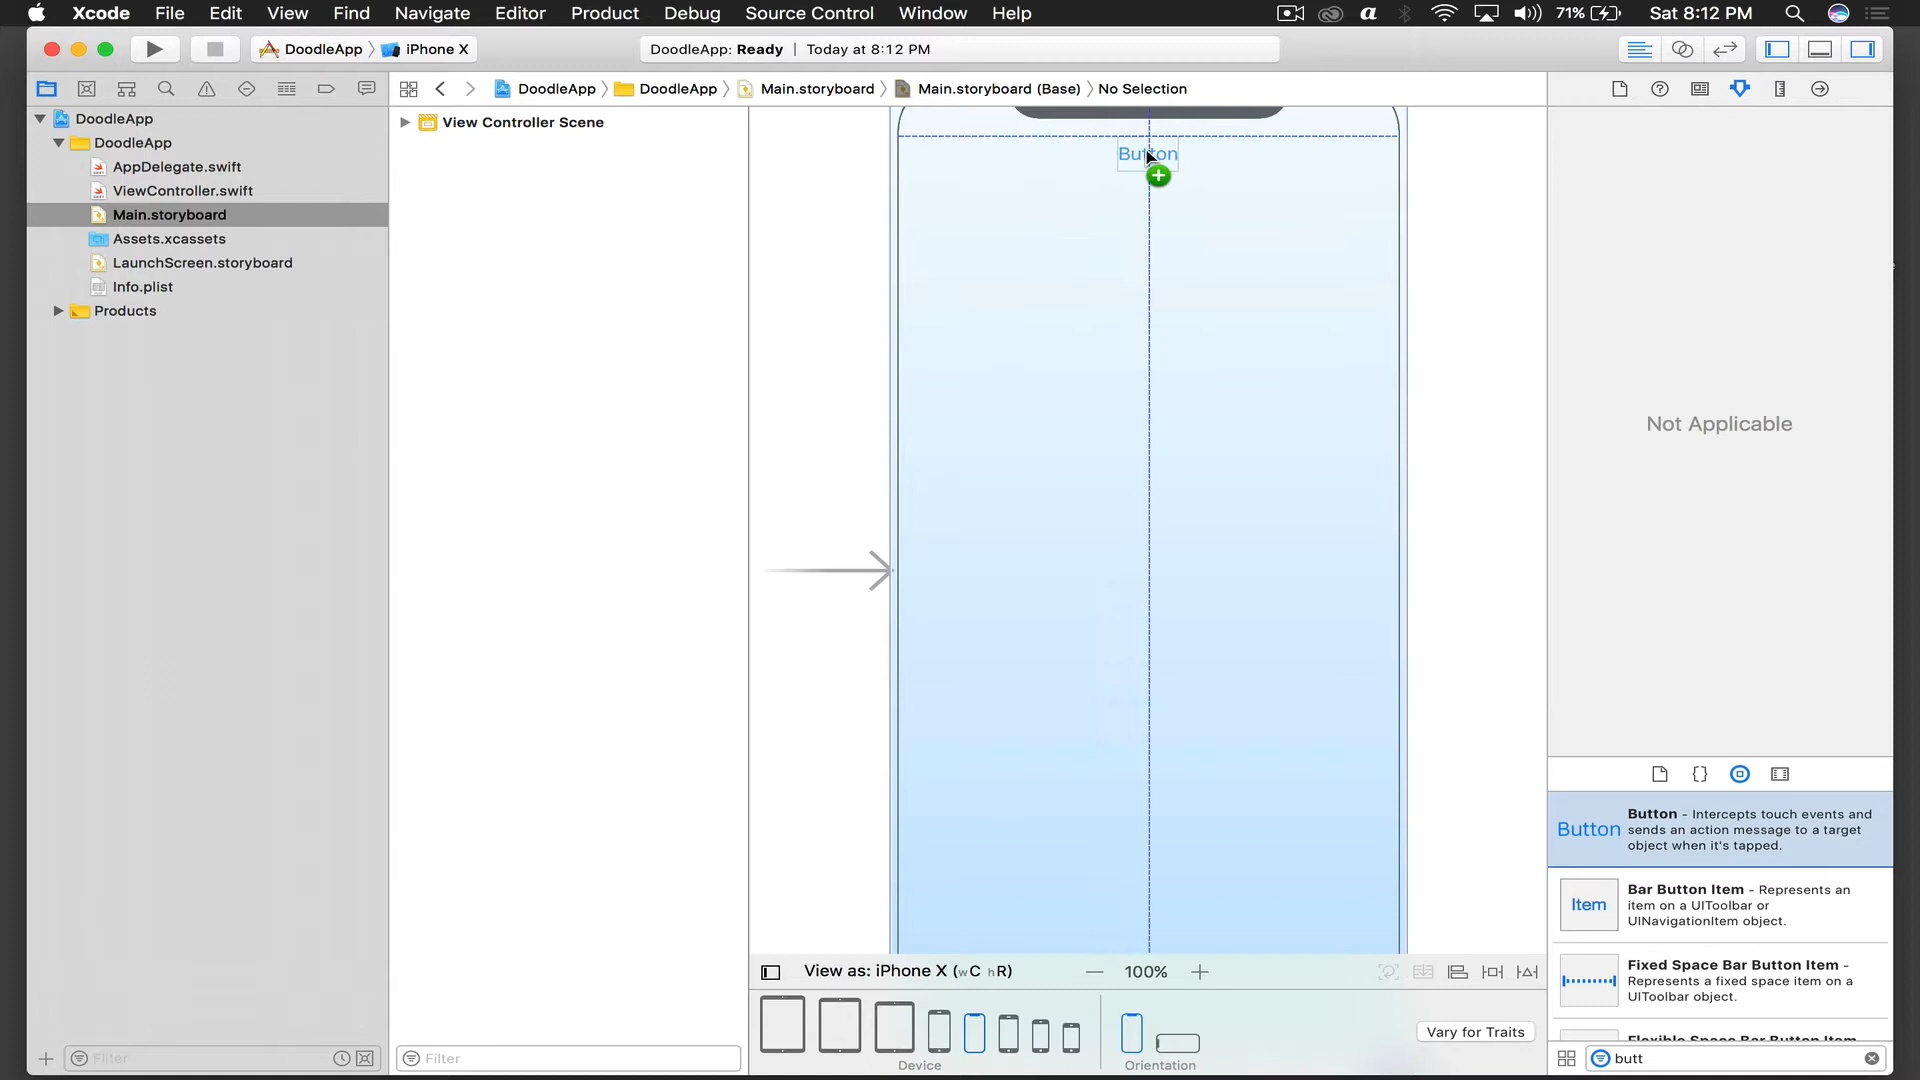 Xcode File Edit View Find Navigate Editor Product Debug Source Control Window Help
71% Sat 8:12 PM
DoodleApp iPhone X
DoodleApp: Ready | Today at 8:12 PM
DoodleApp DoodleApp Main.storyboard Main.storyboard (Base) No Selection
DoodleApp
DoodleApp
AppDelegate.swift
ViewController.swift
Main.storyboard
Assets.xcassets
LaunchScreen.storyboard
Info.plist
Products
Filter
View Controller Scene
Filter
Button
View as: iPhone X (wC hR)
100%
Device
Orientation
Vary for Traits
Not Applicable
Button
Button - Intercepts touch events and
sends an action message to a target
object when it's tapped.
Item
Bar Button Item - Represents an
item on a UIToolbar or
UINavigationItem object.
Fixed Space Bar Button Item -
Represents a fixed space item on a
UIToolbar object.
Flexible Space Bar Button Item
butt